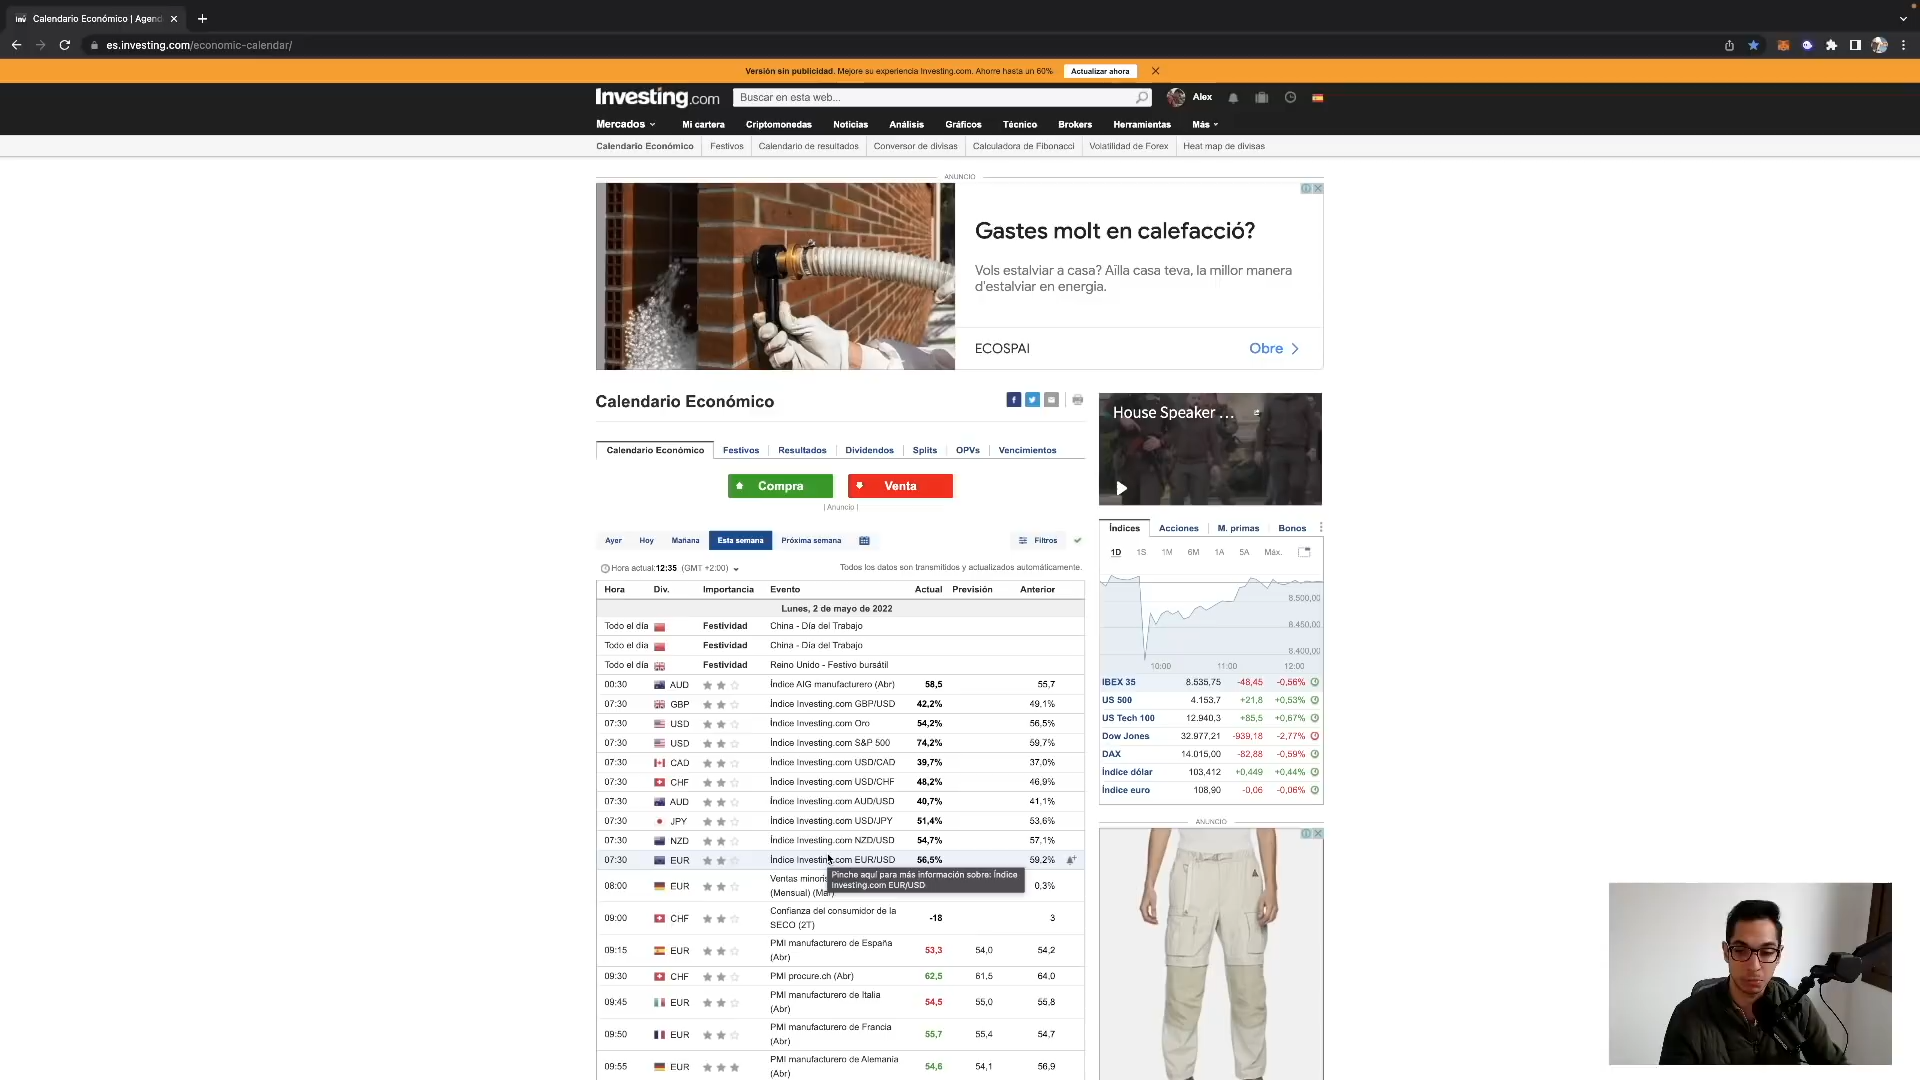 Calendario Económico | Agend
es.investing.com/economic-calendar/
Versión sin publicidad. Mejore su experiencia Investing.com. Ahorre hasta un 60% Actualizar ahora
Investing.com
Buscar en esta web...
Alex
Mercados Mi cartera Criptomonedas Noticias Análisis Gráficos Técnico Brokers Herramientas Más
Calendario Económico Festivos Calendario de resultados Conversor de divisas Calculadora de Fibonacci Volatilidad de Forex Heat map de divisas
ANUNCIO
Gastes molt en calefacció?
Vols estalviar a casa? Aïlla casa teva, la millor manera
d'estalviar en energia.
ECOSPAI Obre
Calendario Económico
Calendario Económico Festivos Resultados Dividendos Splits OPVs Vencimientos
Compra Venta
| Anuncio |
Ayer Hoy Mañana Esta semana Próxima semana Filtros
Hora actual:12:35 (GMT +2:00) Todos los datos son transmitidos y actualizados automáticamente.
Hora Div. Importancia Evento Actual Previsión Anterior
Lunes, 2 de mayo de 2022
Todo el día Festividad China - Día del Trabajo
Todo el día Festividad China - Día del Trabajo
Todo el día Festividad Reino Unido - Festivo bursátil
00:30 AUD Índice AIG manufacturero (Abr) 58,5 55,7
07:30 GBP Índice Investing.com GBP/USD 42,2% 49,1%
07:30 USD Índice Investing.com Oro 54,2% 56,5%
07:30 USD Índice Investing.com S&P 500 74,2% 59,7%
07:30 CAD Índice Investing.com USD/CAD 39,7% 37,0%
07:30 CHF Índice Investing.com USD/CHF 48,2% 46,9%
07:30 AUD Índice Investing.com AUD/USD 40,7% 41,1%
07:30 JPY Índice Investing.com USD/JPY 51,4% 53,6%
07:30 NZD Índice Investing.com NZD/USD 54,7% 57,1%
07:30 EUR Índice Investing.com EUR/USD 56,5% 59,2%
Pinche aquí para más información sobre: Índice
Investing.com EUR/USD
08:00 EUR Ventas minoris
(Mensual) (Mar) 0,3%
09:00 CHF Confianza del consumidor de la
SECO (2T) -18 3
09:15 EUR PMI manufacturero de España
(Abr) 53,3 54,0 54,2
09:30 CHF PMI procure.ch (Abr) 62,5 61,5 64,0
09:45 EUR PMI manufacturero de Italia
(Abr) 54,5 55,0 55,8
09:50 EUR PMI manufacturero de Francia
(Abr) 55,7 55,4 54,7
09:55 EUR PMI manufacturero de Alemania
(Abr) 54,6 54,1 56,9
House Speaker ...
Índices Acciones M. primas Bonos
1D 1S 1M 6M 1A 5A Máx.
8.500,00
8.450,00
8.400,00
10:00 11:00 12:00
IBEX 35 8.535,75 -48,45 -0,56%
US 500 4.153,7 +21,8 +0,53%
US Tech 100 12.940,3 +85,5 +0,67%
Dow Jones 32.977,21 -939,18 -2,77%
DAX 14.015,00 -82,88 -0,59%
Índice dólar 103,412 +0,449 +0,44%
Índice euro 108,90 -0,06 -0,06%
ANUNCIO